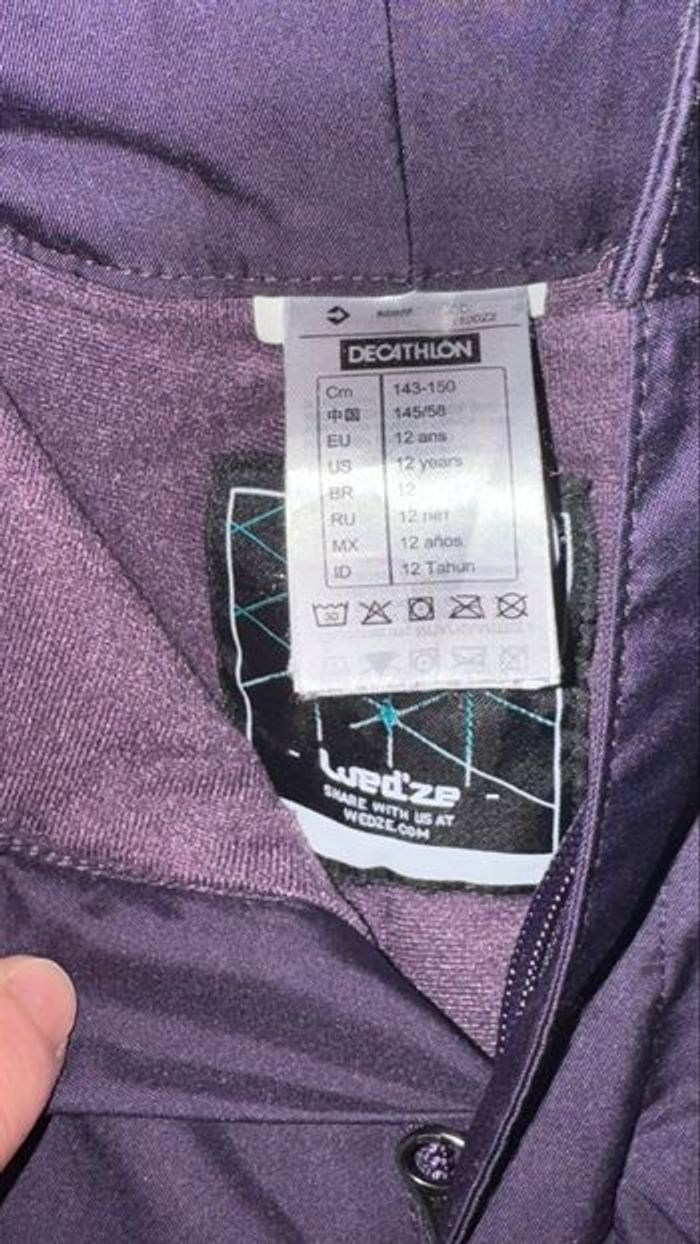 DECATHLON
Cm 143-150
中国 145/58
EU 12 ans
US 12 years
BR 12
RU 12 лет
MX 12 años
ID 12 Tahun
30
Wed'ze
SHARE WITH US AT
WEDZE.COM